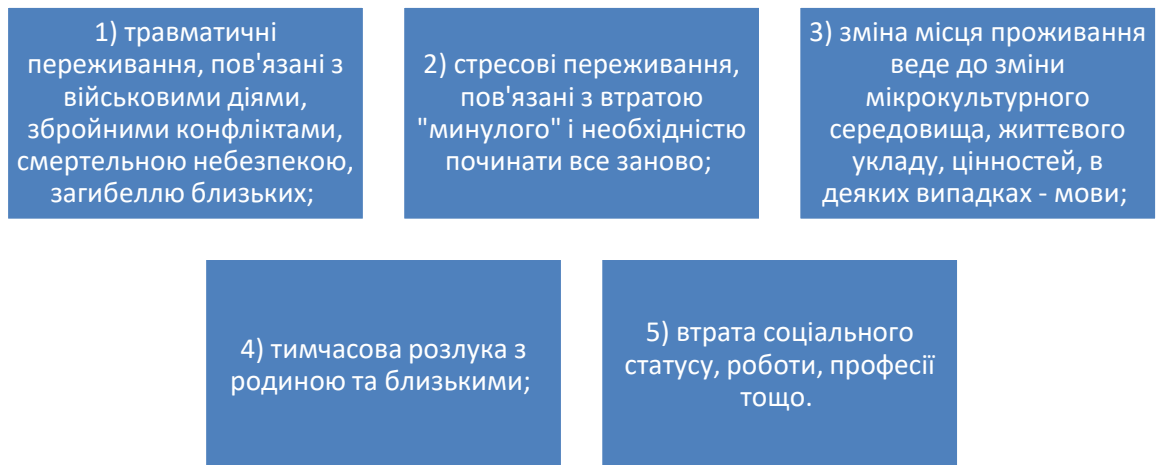 1) травматичні
переживання, пов'язані з
військовими діями,
збройними конфліктами,
смертельною небезпекою,
загибеллю близьких;
2) стресові переживання,
пов'язані з втратою
"минулого" і необхідністю
починати все заново;
3) зміна місця проживання
веде до зміни
мікрокультурного
середовища, життєвого
укладу, цінностей, в
деяких випадках - мови;
4) тимчасова розлука з
родиною та близькими;
5) втрата соціального
статусу, роботи, професії
тощо.